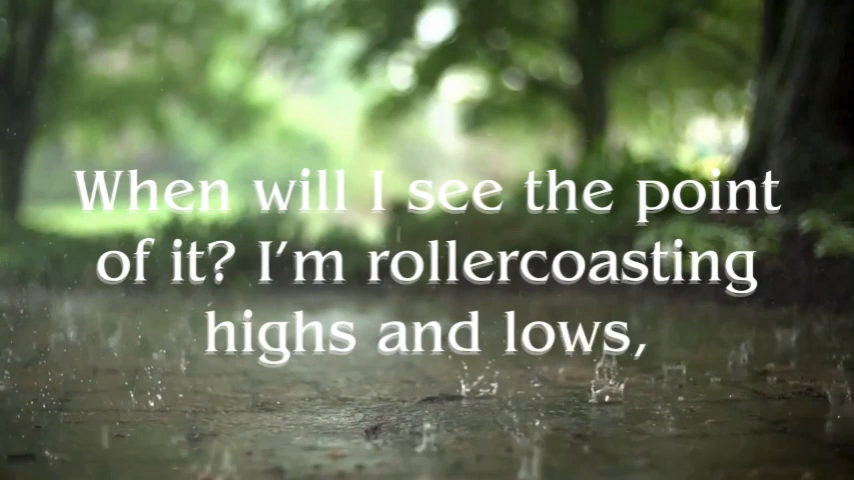 When will I see the point
of it? I'm rollercoasting
highs and lows,